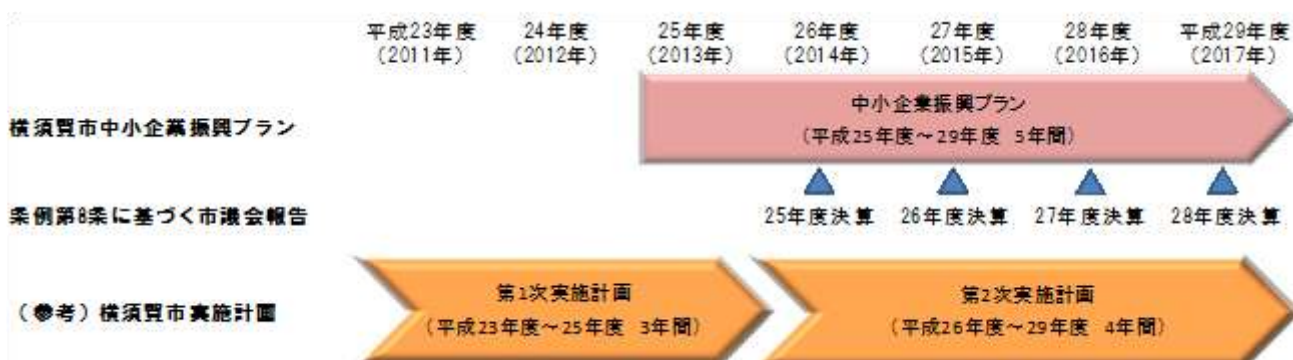 平成23年度 24年度 25年度 26年度 27年度 28年度 平成29年度
（2011年） （2012年） （2013年） （2014年） （2015年） （2016年） （2017年）
横須賀市中小企業振興プラン
中小企業振興プラン
（平成25年度～29年度 5年間）
条例第8条に基づく市議会報告
25年度決算 26年度決算 27年度決算 28年度決算
（参考）横須賀市実施計画
第1次実施計画
（平成23年度～25年度 3年間）
第2次実施計画
（平成26年度～29年度 4年間）